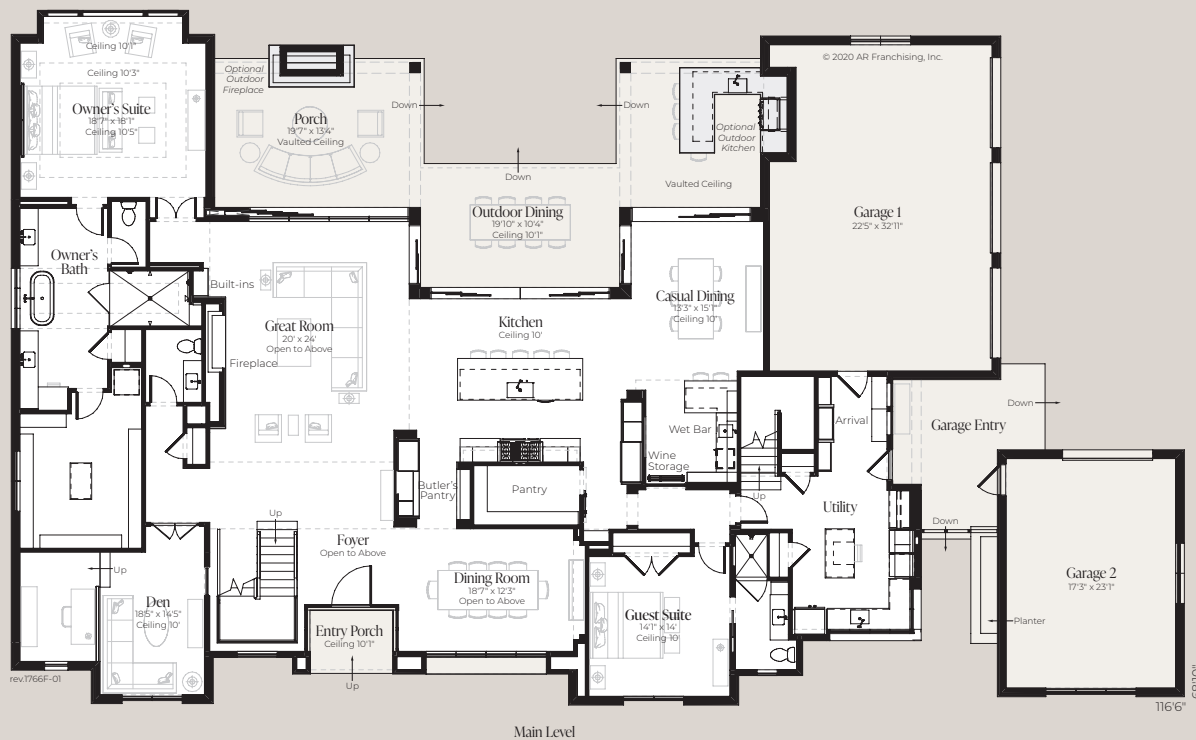 Ceiling 10'1"
Ceiling 10'3"
Owner's Suite
18'7" x 18'1"
Ceiling 10'5"
Optional
Outdoor
Fireplace
Porch
19'7" x 13'4"
Vaulted Ceiling
Down
Down
Down
© 2020 AR Franchising, Inc.
Optional
Outdoor
Kitchen
Vaulted Ceiling
Outdoor Dining
19'10" x 10'4"
Ceiling 10'1"
Garage 1
22'5" x 32'11"
Owner's
Bath
Built-ins
Great Room
20' x 24'
Open to Above
Fireplace
Kitchen
Ceiling 10'
Casual Dining
13'3" x 15'1"
Ceiling 10'
Wet Bar
Wine
Storage
Arrival
Down
Garage Entry
Butler's
Pantry
Pantry
Up
Up
Foyer
Open to Above
Utility
Down
Up
Den
18'5" x 14'5"
Ceiling 10'
Dining Room
18'7" x 12'3"
Open to Above
Garage 2
17'3" x 23'1"
Entry Porch
Ceiling 10'1"
Guest Suite
14'1" x 14'
Ceiling 10'
Planter
rev.1766F-01
Up
116'6"
Main Level